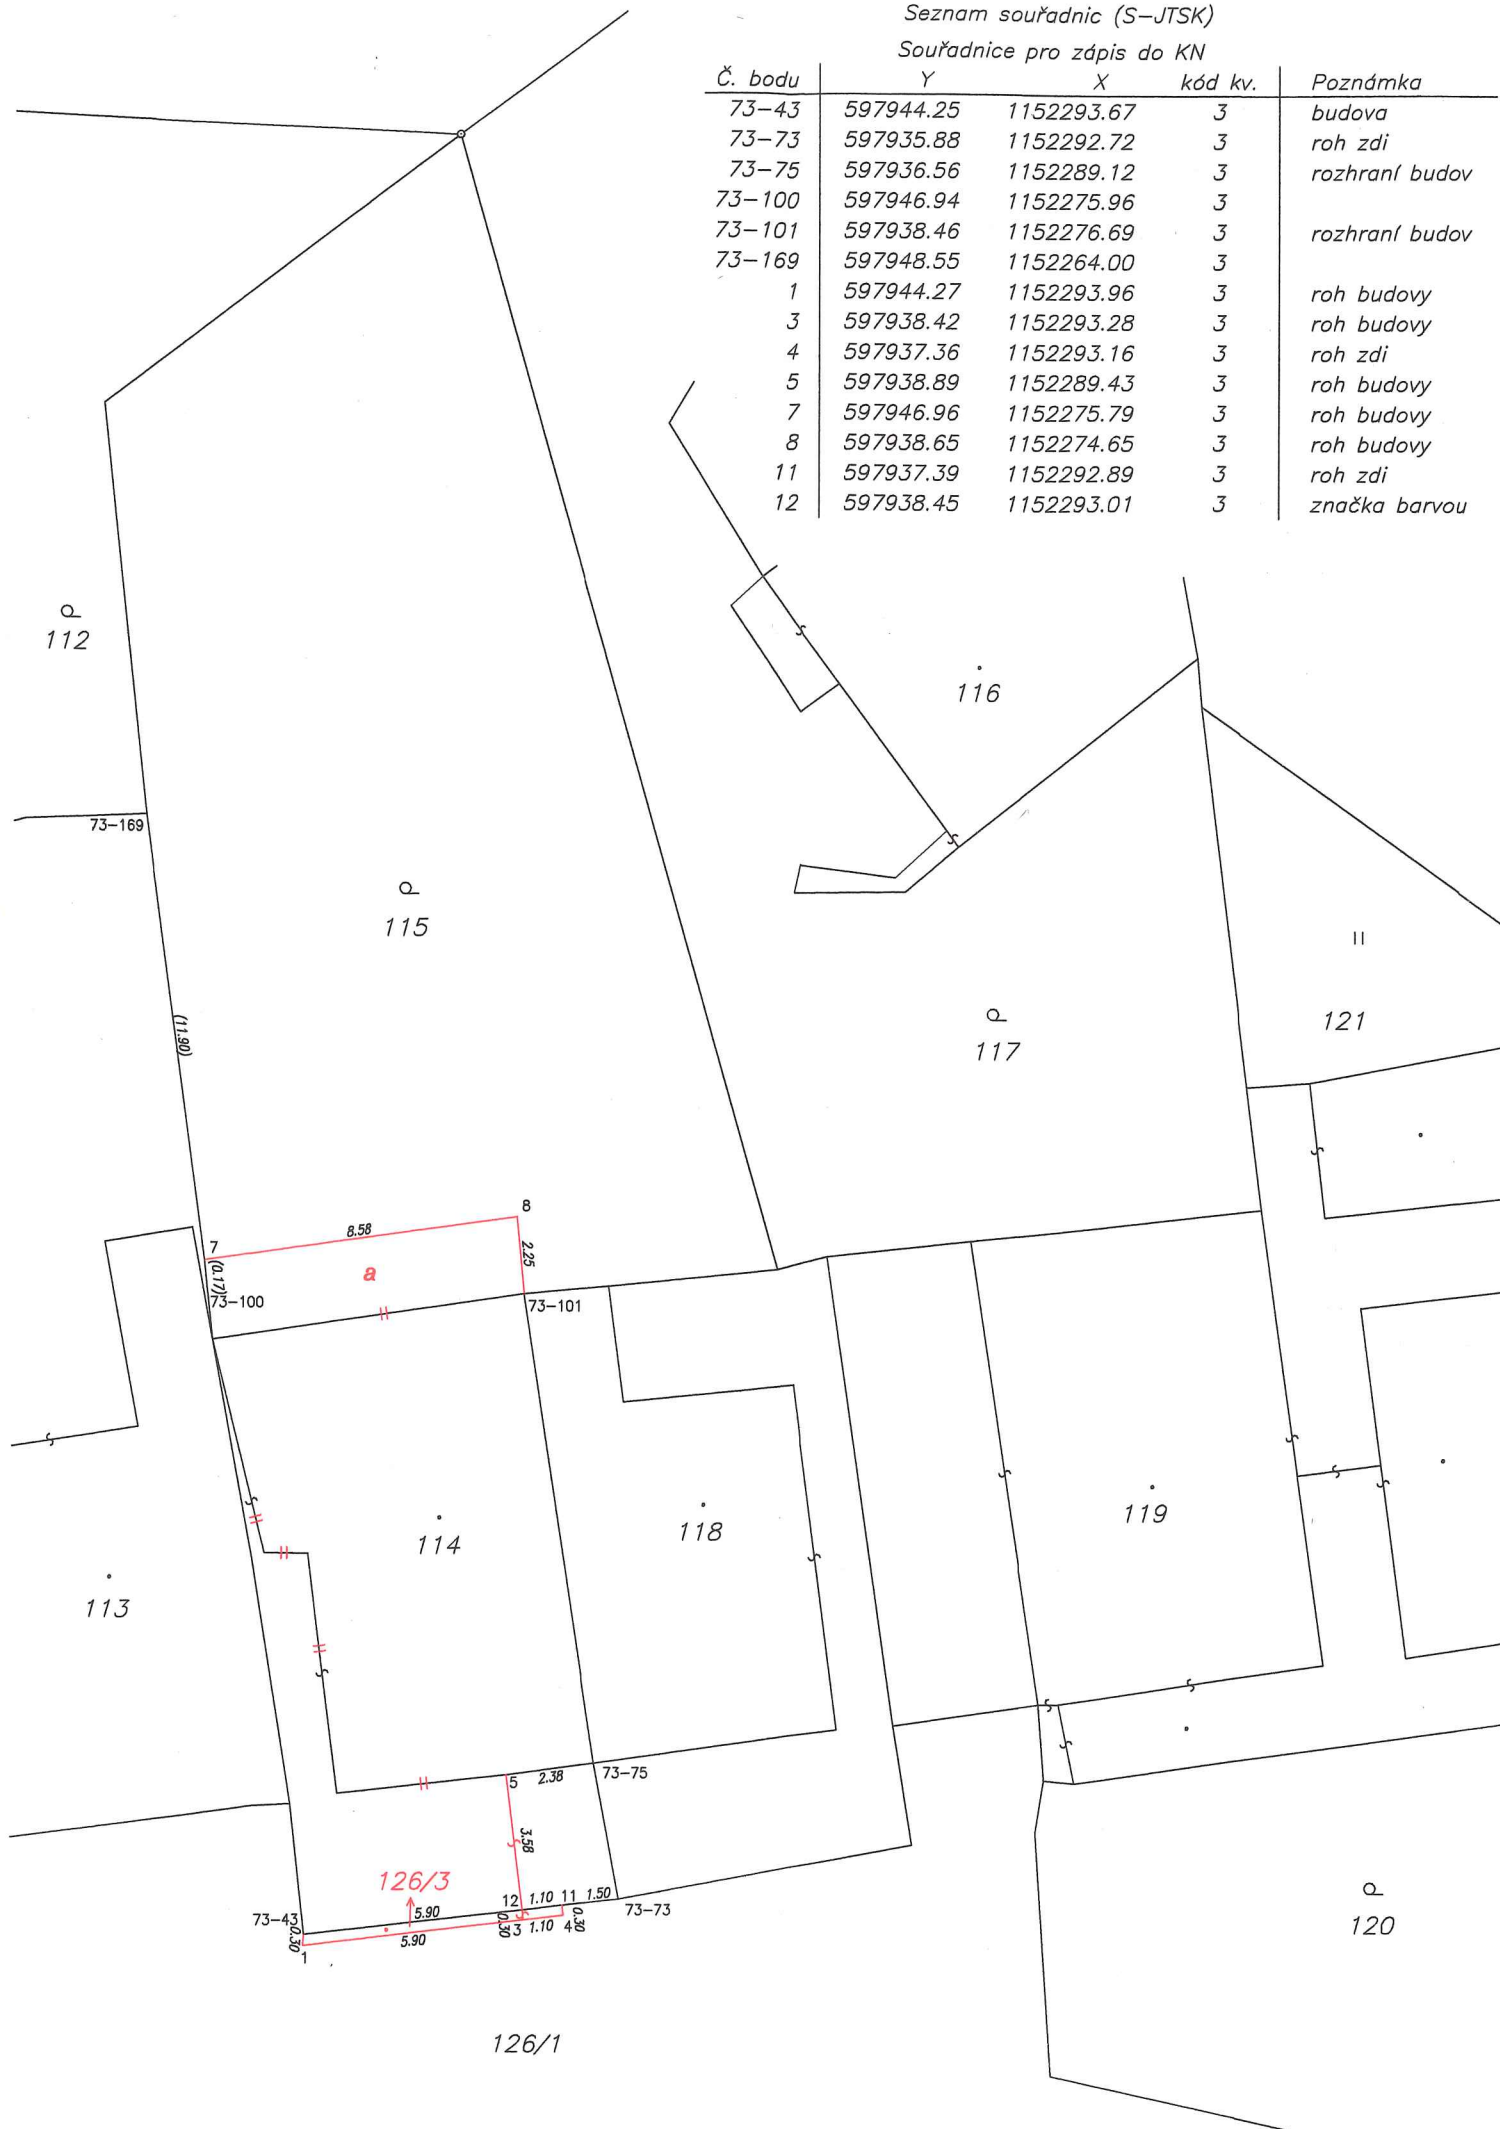 Seznam souřadnic (S-JTSK)
Souřadnice pro zápis do KN
Č. bodu Y X kód kv. Poznámka
73-43 597944.25 1152293.67 3 budova
73-73 597935.88 1152292.72 3 roh zdi
73-75 597936.56 1152289.12 3 rozhraní budov
73-100 597946.94 1152275.96 3
73-101 597938.46 1152276.69 3 rozhraní budov
73-169 597948.55 1152264.00 3
1 597944.27 1152293.96 3 roh budovy
3 597938.42 1152293.28 3 roh budovy
4 597937.36 1152293.16 3 roh zdi
5 597938.89 1152289.43 3 roh budovy
7 597946.96 1152275.79 3 roh budovy
8 597938.65 1152274.65 3 roh budovy
11 597937.39 1152292.89 3 roh zdi
12 597938.45 1152293.01 3 značka barvou
112
116
73-169
115
(11.90)
117
121
8
8.58
7
2.25
(0.17)
a
73-100
73-101
114
118
119
113
5
2.38
73-75
3.58
126/3
12 1.10 11 1.50
73-73
73-43
5.90
0.30
0.30
3 1.10 4
0.30
5.90
1
120
126/1